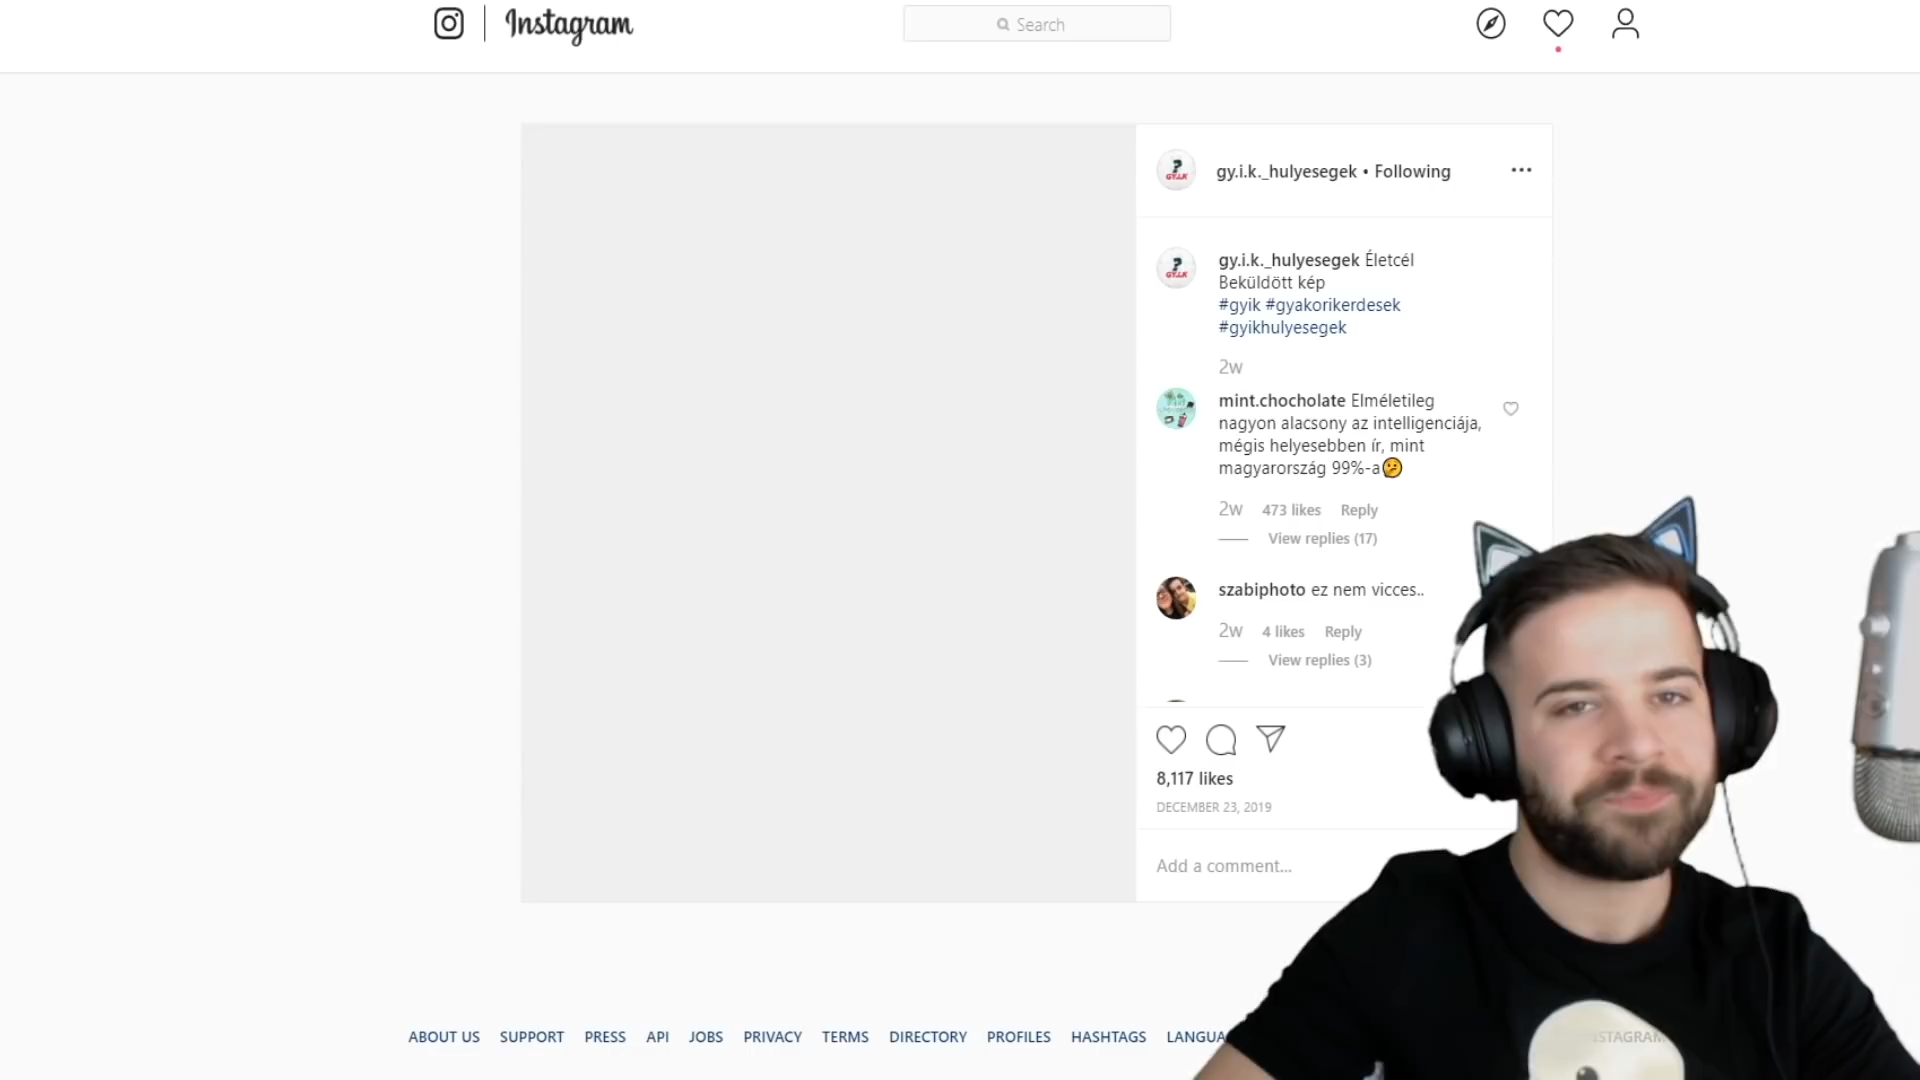 Instagram
Search
gy.i.k._hulyesegek • Following
gy.i.k._hulyesegek Életcél
Beküldött kép
#gyik #gyakorikerdesek
#gyikhulyesegek
2w
mint.chocholate Elméletileg
nagyon alacsony az intelligenciája,
mégis helyesebben ír, mint
magyarország 99%-a🤔
2w 473 likes Reply
View replies (17)
szabiphoto ez nem vicces..
2w 4 likes Reply
View replies (3)
8,117 likes
DECEMBER 23, 2019
Add a comment...
ABOUT US SUPPORT PRESS API JOBS PRIVACY TERMS DIRECTORY PROFILES HASHTAGS LANGUA